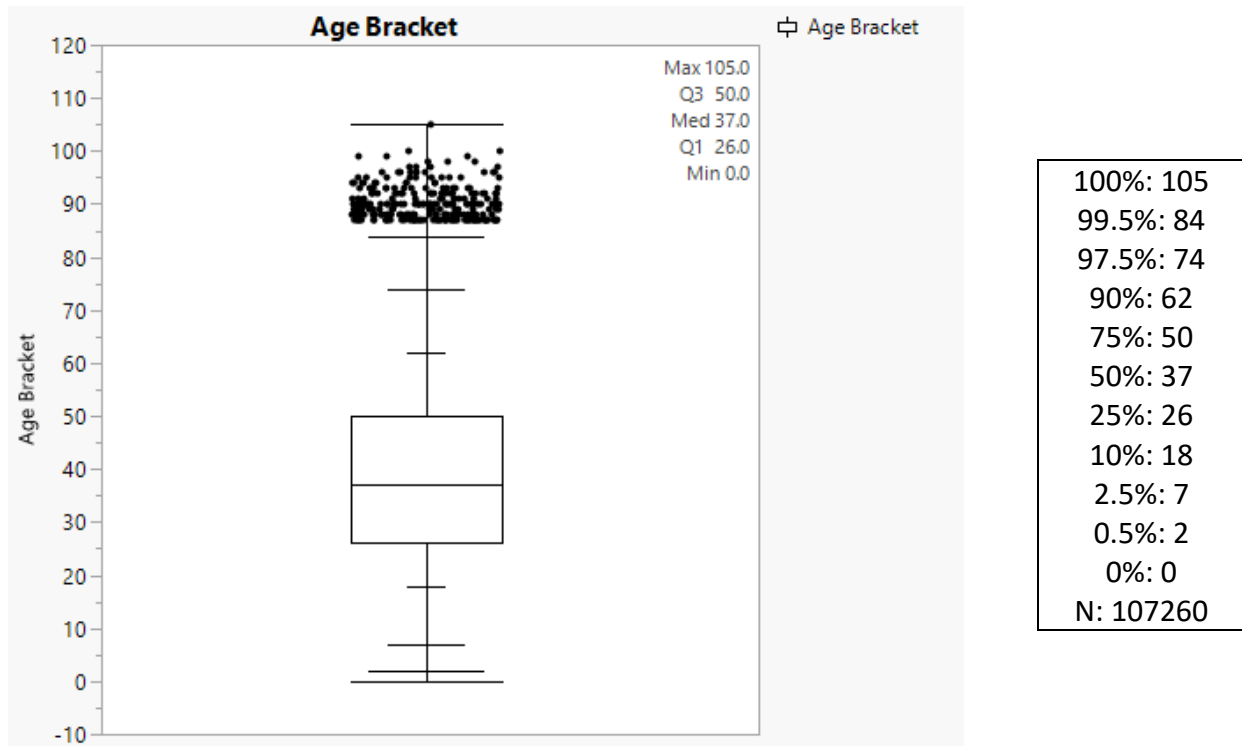 Age Bracket
Age Bracket
120
110
100
90
80
70
60
50
40
30
20
10
0
-10
Age Bracket
Max 105.0
Q3 50.0
Med 37.0
Q1 26.0
Min 0.0
100%: 105
99.5%: 84
97.5%: 74
90%: 62
75%: 50
50%: 37
25%: 26
10%: 18
2.5%: 7
0.5%: 2
0%: 0
N: 107260